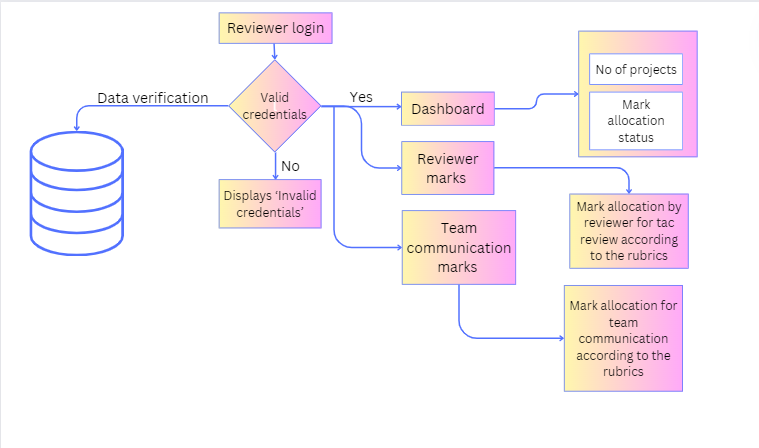 Reviewer login
Data verification
Valid
credentials
Yes
No
Displays ‘Invalid
credentials’
Dashboard
No of projects
Mark
allocation
status
Reviewer
marks
Mark allocation by
reviewer for tac
review according
to the rubrics
Team
communication
marks
Mark allocation for
team
communication
according to the
rubrics